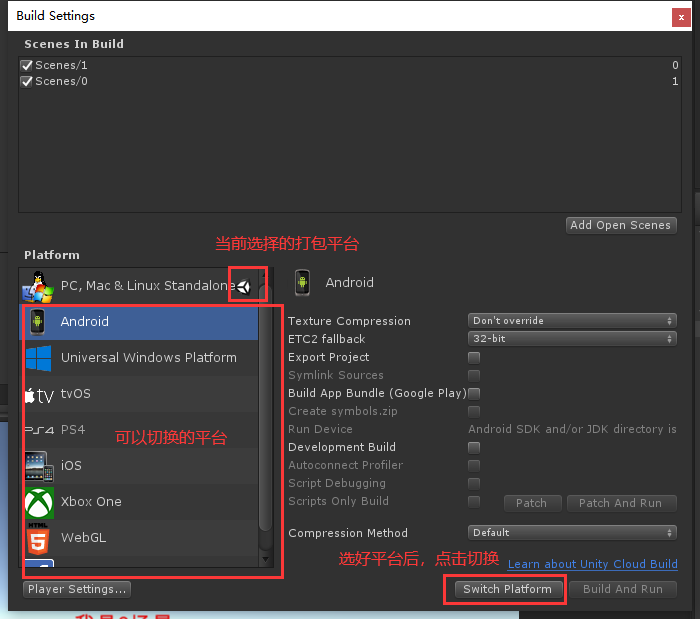 Build Settings
x
Scenes In Build
Scenes/1 0
Scenes/0 1
Add Open Scenes
当前选择的打包平台
Platform
PC, Mac & Linux Standalone
Android
Universal Windows Platform
tv tvOS
PS4 PS4
iOS
Xbox One
HTML
5 WebGL
可以切换的平台
Android
Texture Compression Don't override
ETC2 fallback 32-bit
Export Project
Symlink Sources
Build App Bundle (Google Play)
Create symbols.zip
Run Device Android SDK and/or JDK directory is
Development Build
Autoconnect Profiler
Script Debugging
Scripts Only Build Patch Patch And Run
Compression Method Default
选好平台后，点击切换
Learn about Unity Cloud Build
Player Settings...
Switch Platform
Build And Run